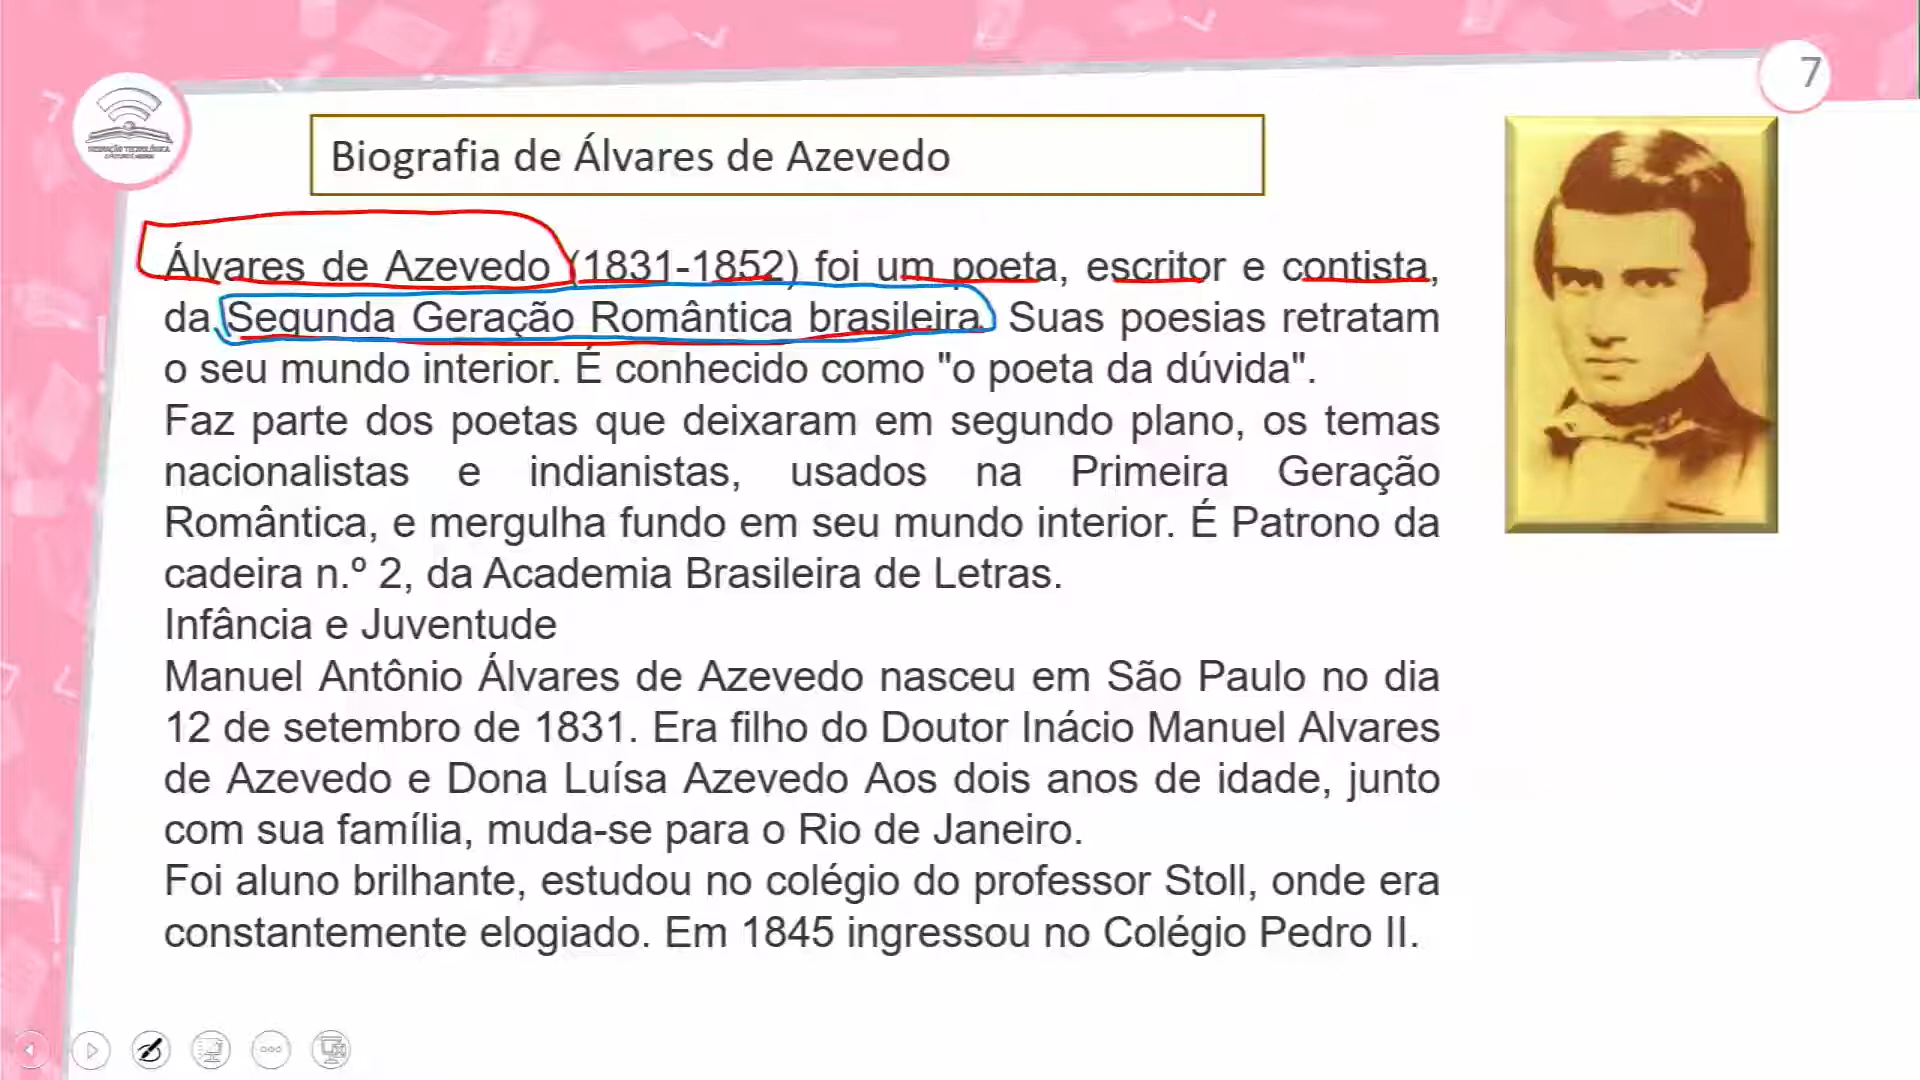 7
MEDIAÇÃO TECNOLÓGICA
Biografia de Álvares de Azevedo
Álvares de Azevedo (1831-1852) foi um poeta, escritor e contista,
da Segunda Geração Romântica brasileira. Suas poesias retratam
o seu mundo interior. É conhecido como "o poeta da dúvida".
Faz parte dos poetas que deixaram em segundo plano, os temas
nacionalistas e indianistas, usados na Primeira Geração
Romântica, e mergulha fundo em seu mundo interior. É Patrono da
cadeira n.º 2, da Academia Brasileira de Letras.
Infância e Juventude
Manuel Antônio Álvares de Azevedo nasceu em São Paulo no dia
12 de setembro de 1831. Era filho do Doutor Inácio Manuel Alvares
de Azevedo e Dona Luísa Azevedo Aos dois anos de idade, junto
com sua família, muda-se para o Rio de Janeiro.
Foi aluno brilhante, estudou no colégio do professor Stoll, onde era
constantemente elogiado. Em 1845 ingressou no Colégio Pedro II.